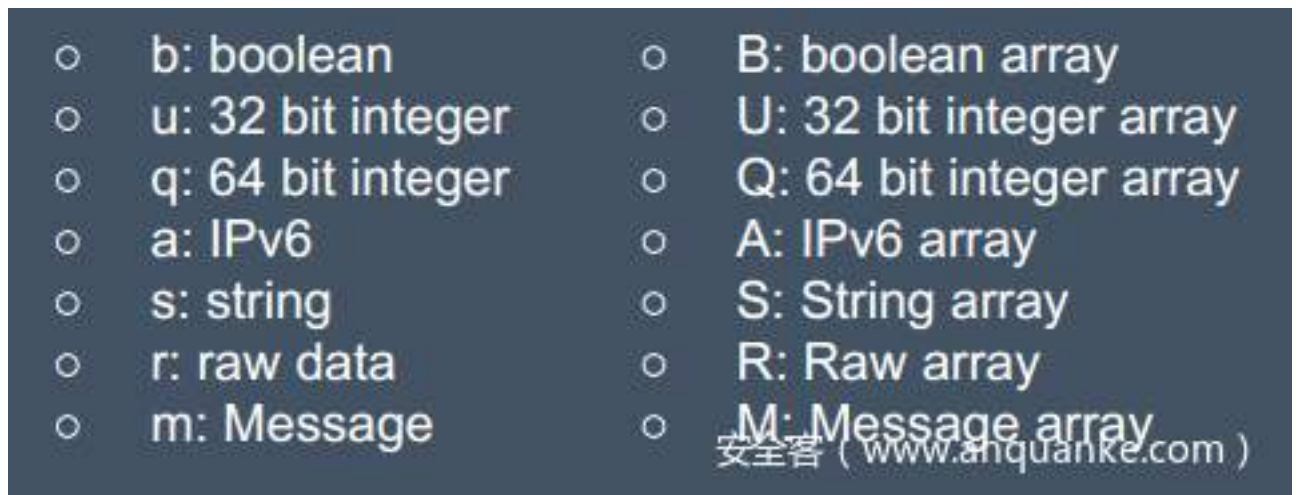 b: boolean
u: 32 bit integer
q: 64 bit integer
a: IPv6
s: string
r: raw data
m: Message
B: boolean array
U: 32 bit integer array
Q: 64 bit integer array
A: IPv6 array
S: String array
R: Raw array
M: Message array
安全客（www.anquanke.com）